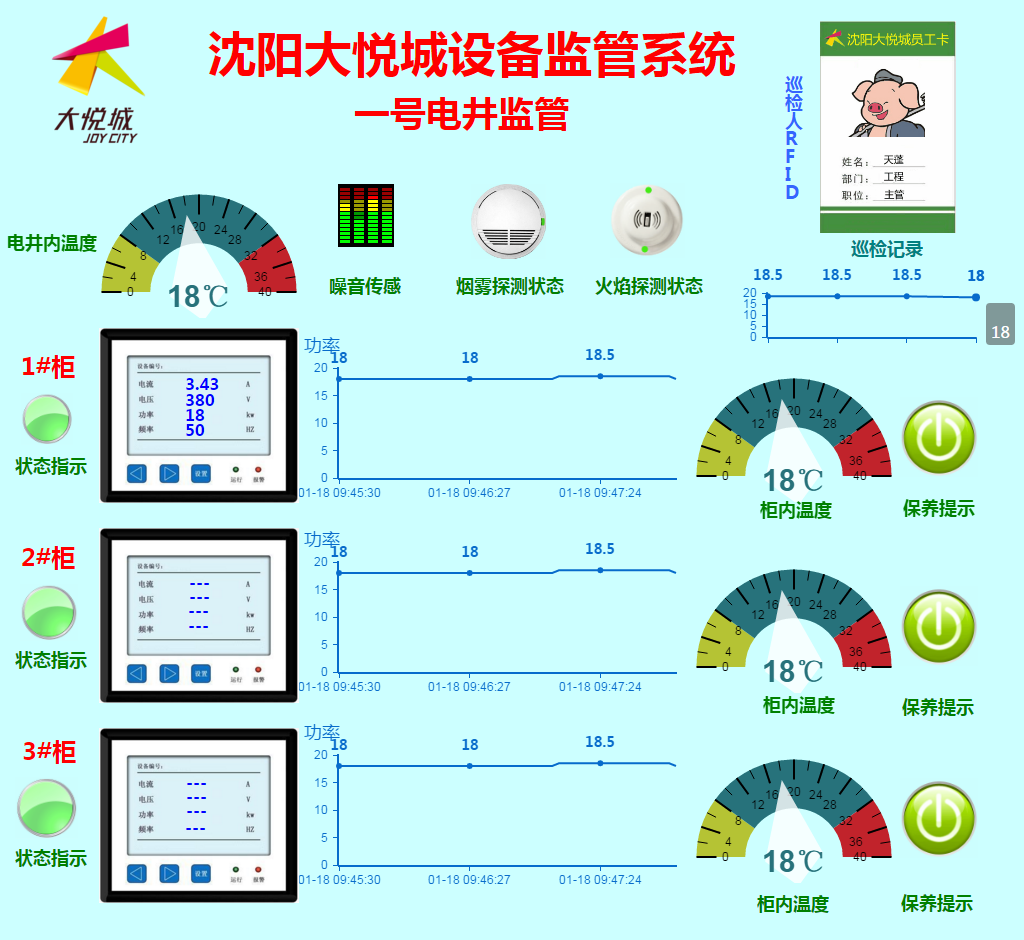 沈阳大悦城设备监管系统
一号电井监管
大悦城
JOY CITY
巡检人RFID
沈阳大悦城员工卡
姓名: 天蓬
部门: 工程
职位: 主管
巡检记录
18.5 18.5 18.5 18
20
15
10
5
0
18
电井内温度
0 4 8 12 16 20 24 28 32 36 40
18℃
噪音传感
烟雾探测状态
火焰探测状态
1#柜
状态指示
设备编号:
电流 3.43 A
电压 380 V
功率 18 kw
频率 50 HZ
设置
运行 报警
功率
18 18 18.5
20
15
10
5
0
01-18 09:45:30 01-18 09:46:27 01-18 09:47:24
0 4 8 12 16 20 24 28 32 36 40
18℃
柜内温度
保养提示
2#柜
状态指示
设备编号:
电流 --- A
电压 --- V
功率 --- kw
频率 --- HZ
设置
运行 报警
功率
18 18 18.5
20
15
10
5
0
01-18 09:45:30 01-18 09:46:27 01-18 09:47:24
0 4 8 12 16 20 24 28 32 36 40
18℃
柜内温度
保养提示
3#柜
状态指示
设备编号:
电流 --- A
电压 --- V
功率 --- kw
频率 --- HZ
设置
运行 报警
功率
18 18 18.5
20
15
10
5
0
01-18 09:45:30 01-18 09:46:27 01-18 09:47:24
0 4 8 12 16 20 24 28 32 36 40
18℃
柜内温度
保养提示